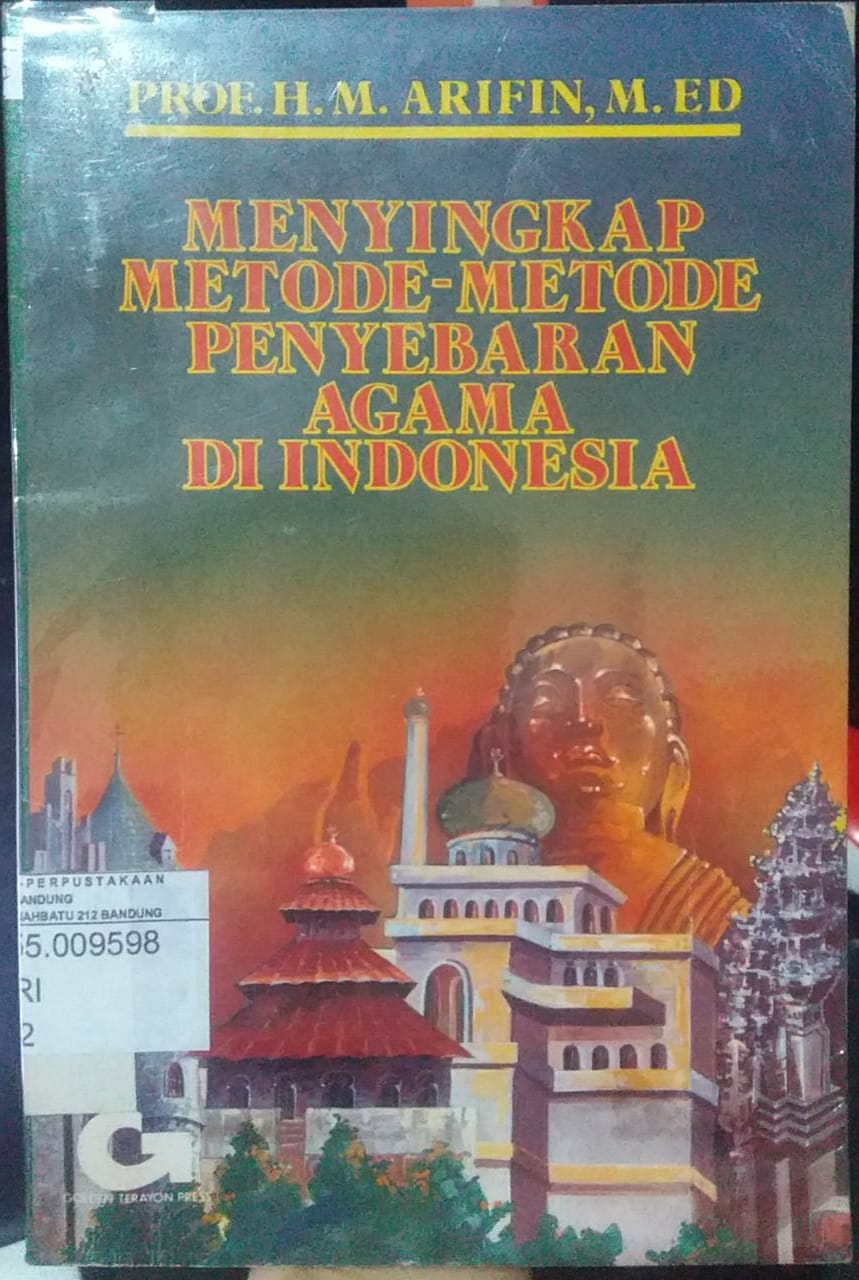 PROF. H. M. ARIFIN, M. ED
MENYINGKAP
METODE-METODE
PENYEBARAN
AGAMA
DI INDONESIA
PERPUSTAKAAN
ANDUNG
AHBATU 212 BANDUNG
5.009598
RI
2
G
GOLDEN TERAYON PRESS